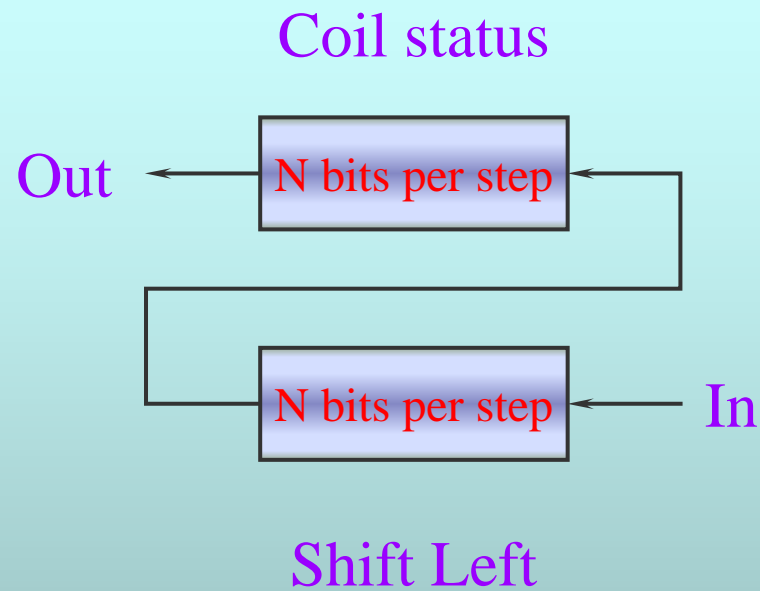 Coil status
Out
N bits per step
N bits per step
In
Shift Left